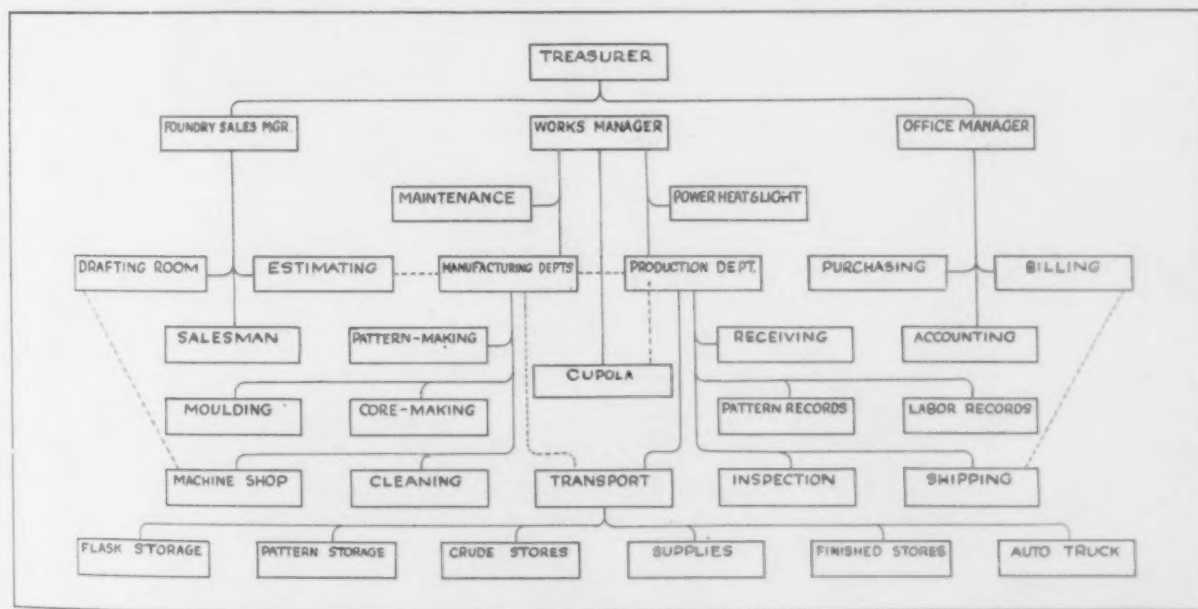 TREASURER
FOUNDRY SALES MGR.
WORKS MANAGER
OFFICE MANAGER
MAINTENANCE
POWER HEAT & LIGHT
DRAFTING ROOM
ESTIMATING
MANUFACTURING DEPTS
PRODUCTION DEPT.
PURCHASING
BILLING
SALESMAN
PATTERN-MAKING
RECEIVING
ACCOUNTING
CUPOLA
MOULDING
CORE-MAKING
PATTERN RECORDS
LABOR RECORDS
MACHINE SHOP
CLEANING
TRANSPORT
INSPECTION
SHIPPING
FLASK STORAGE
PATTERN STORAGE
CRUDE STORES
SUPPLIES
FINISHED STORES
AUTO TRUCK